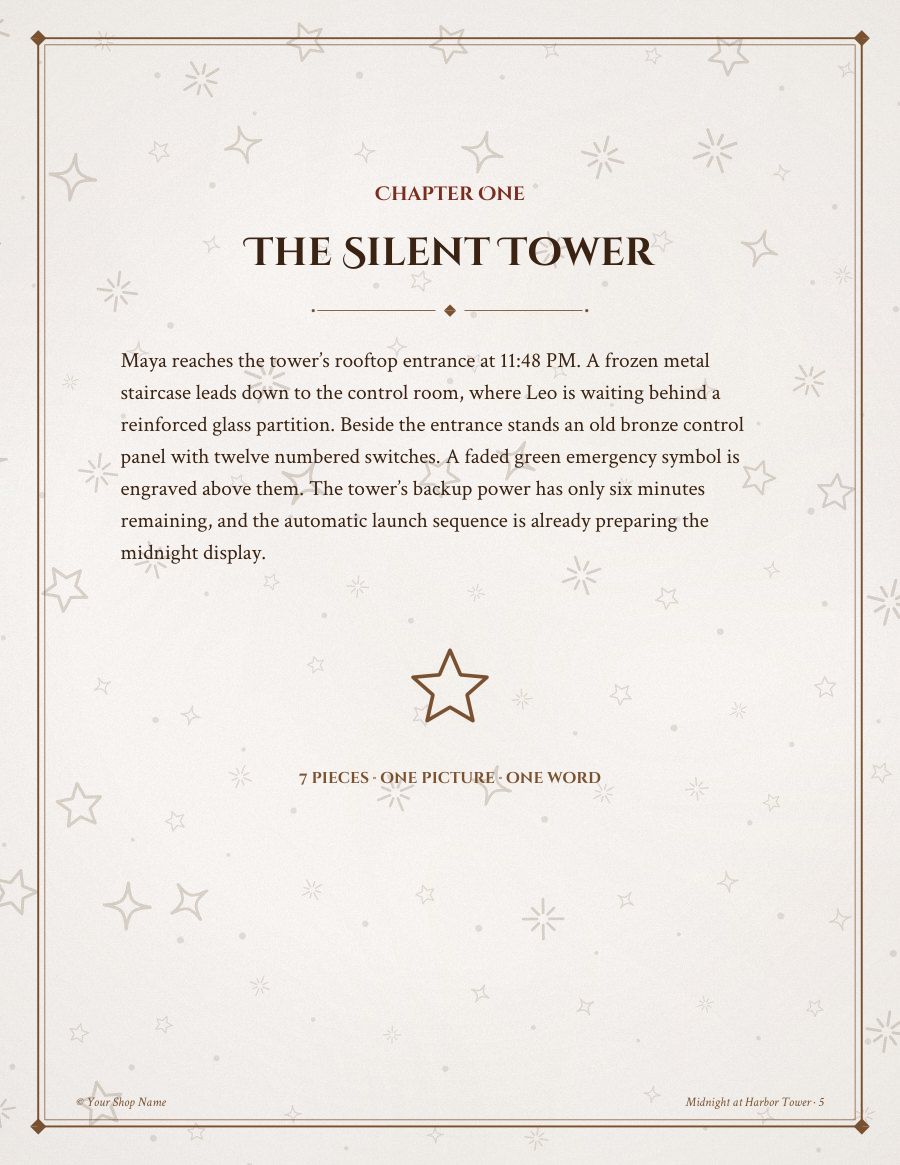 Chapter One
The Silent Tower
Maya reaches the tower’s rooftop entrance at 11:48 PM. A frozen metal
staircase leads down to the control room, where Leo is waiting behind a
reinforced glass partition. Beside the entrance stands an old bronze control
panel with twelve numbered switches. A faded green emergency symbol is
engraved above them. The tower’s backup power has only six minutes
remaining, and the automatic launch sequence is already preparing the
midnight display.
7 PIECES · ONE PICTURE · ONE WORD
© Your Shop Name
Midnight at Harbor Tower · 5